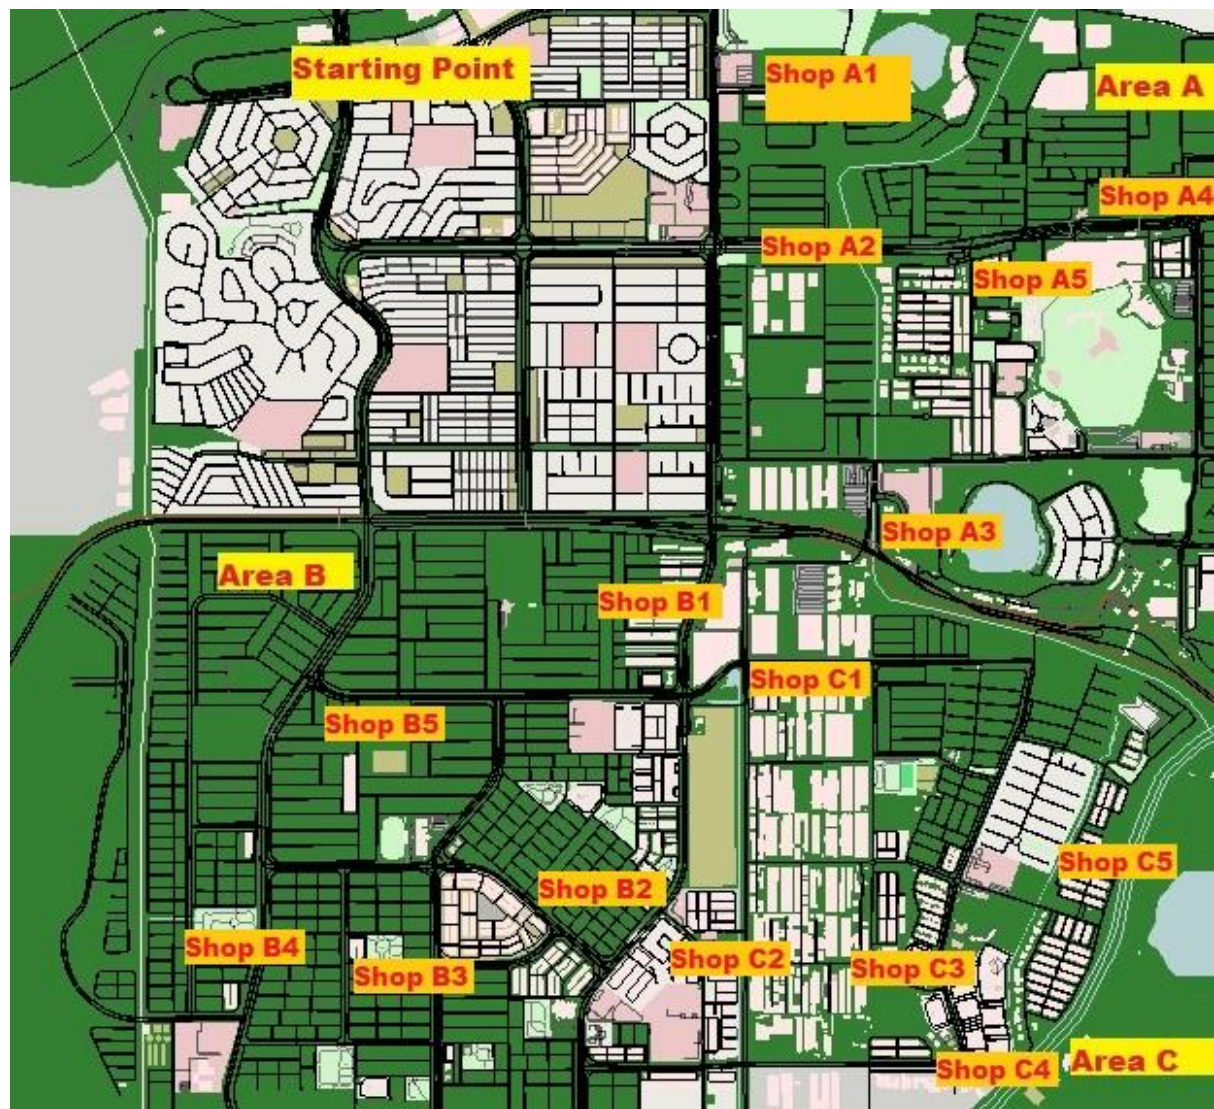 Starting Point
Shop A1
Area A
Shop A4
Shop A2
Shop A5
Shop A3
Area B
Shop B1
Shop C1
Shop B5
Shop C5
Shop B2
Shop B4
Shop C2
Shop C3
Shop B3
Area C
Shop C4